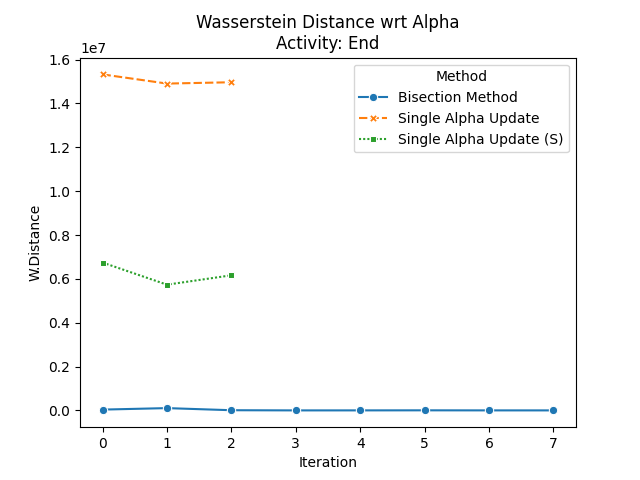 Wasserstein Distance wrt Alpha
Activity: End
1e7
Method
Bisection Method
Single Alpha Update
Single Alpha Update (S)
W.Distance
1.6
1.4
1.2
1.0
0.8
0.6
0.4
0.2
0.0
0 1 2 3 4 5 6 7
Iteration